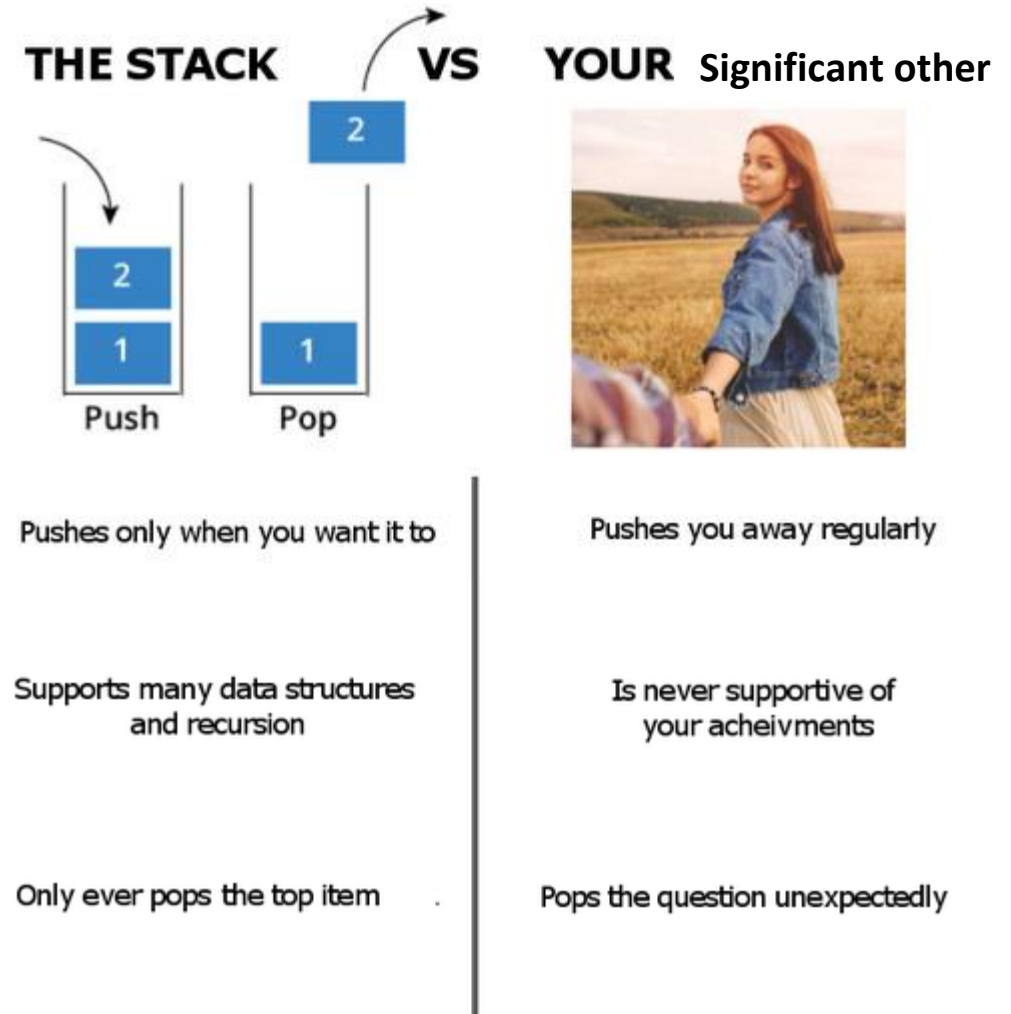 THE STACK VS YOUR Significant other
2
2
1
1
Push
Pop
Pushes only when you want it to
Pushes you away regularly
Supports many data structures
and recursion
Is never supportive of
your acheivments
Only ever pops the top item .
Pops the question unexpectedly